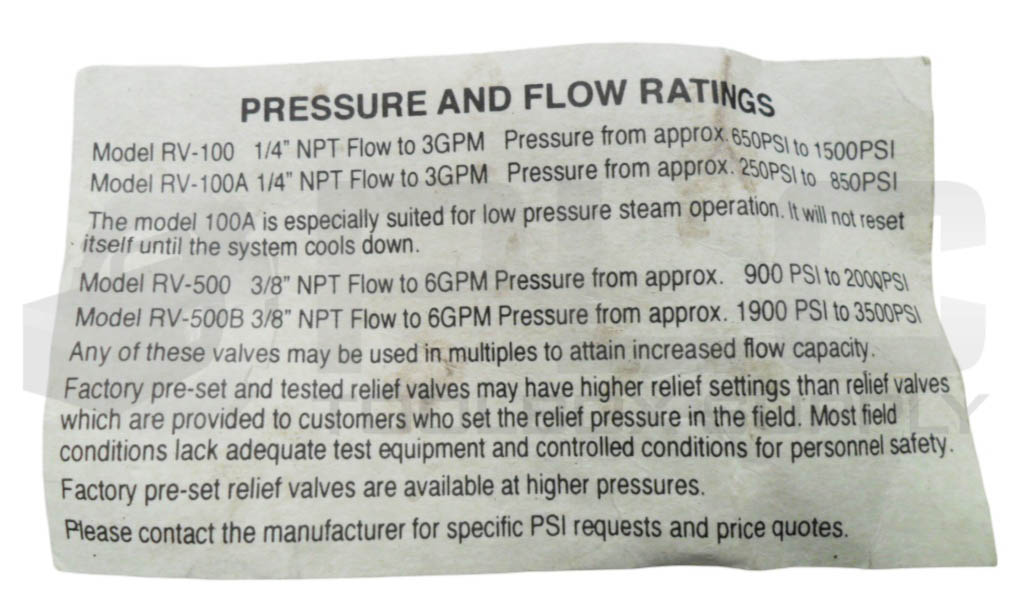 PRESSURE AND FLOW RATINGS
Model RV-100 1/4" NPT Flow to 3GPM Pressure from approx. 650PSI to 1500PSI
Model RV-100A 1/4" NPT Flow to 3GPM Pressure from approx. 250PSI to 850PSI
The model 100A is especially suited for low pressure steam operation. It will not reset
itself until the system cools down.
Model RV-500 3/8" NPT Flow to 6GPM Pressure from approx. 900 PSI to 2000PSI
Model RV-500B 3/8" NPT Flow to 6GPM Pressure from approx. 1900 PSI to 3500PSI
Any of these valves may be used in multiples to attain increased flow capacity.
Factory pre-set and tested relief valves may have higher relief settings than relief valves
which are provided to customers who set the relief pressure in the field. Most field
conditions lack adequate test equipment and controlled conditions for personnel safety.
Factory pre-set relief valves are available at higher pressures.
Please contact the manufacturer for specific PSI requests and price quotes.